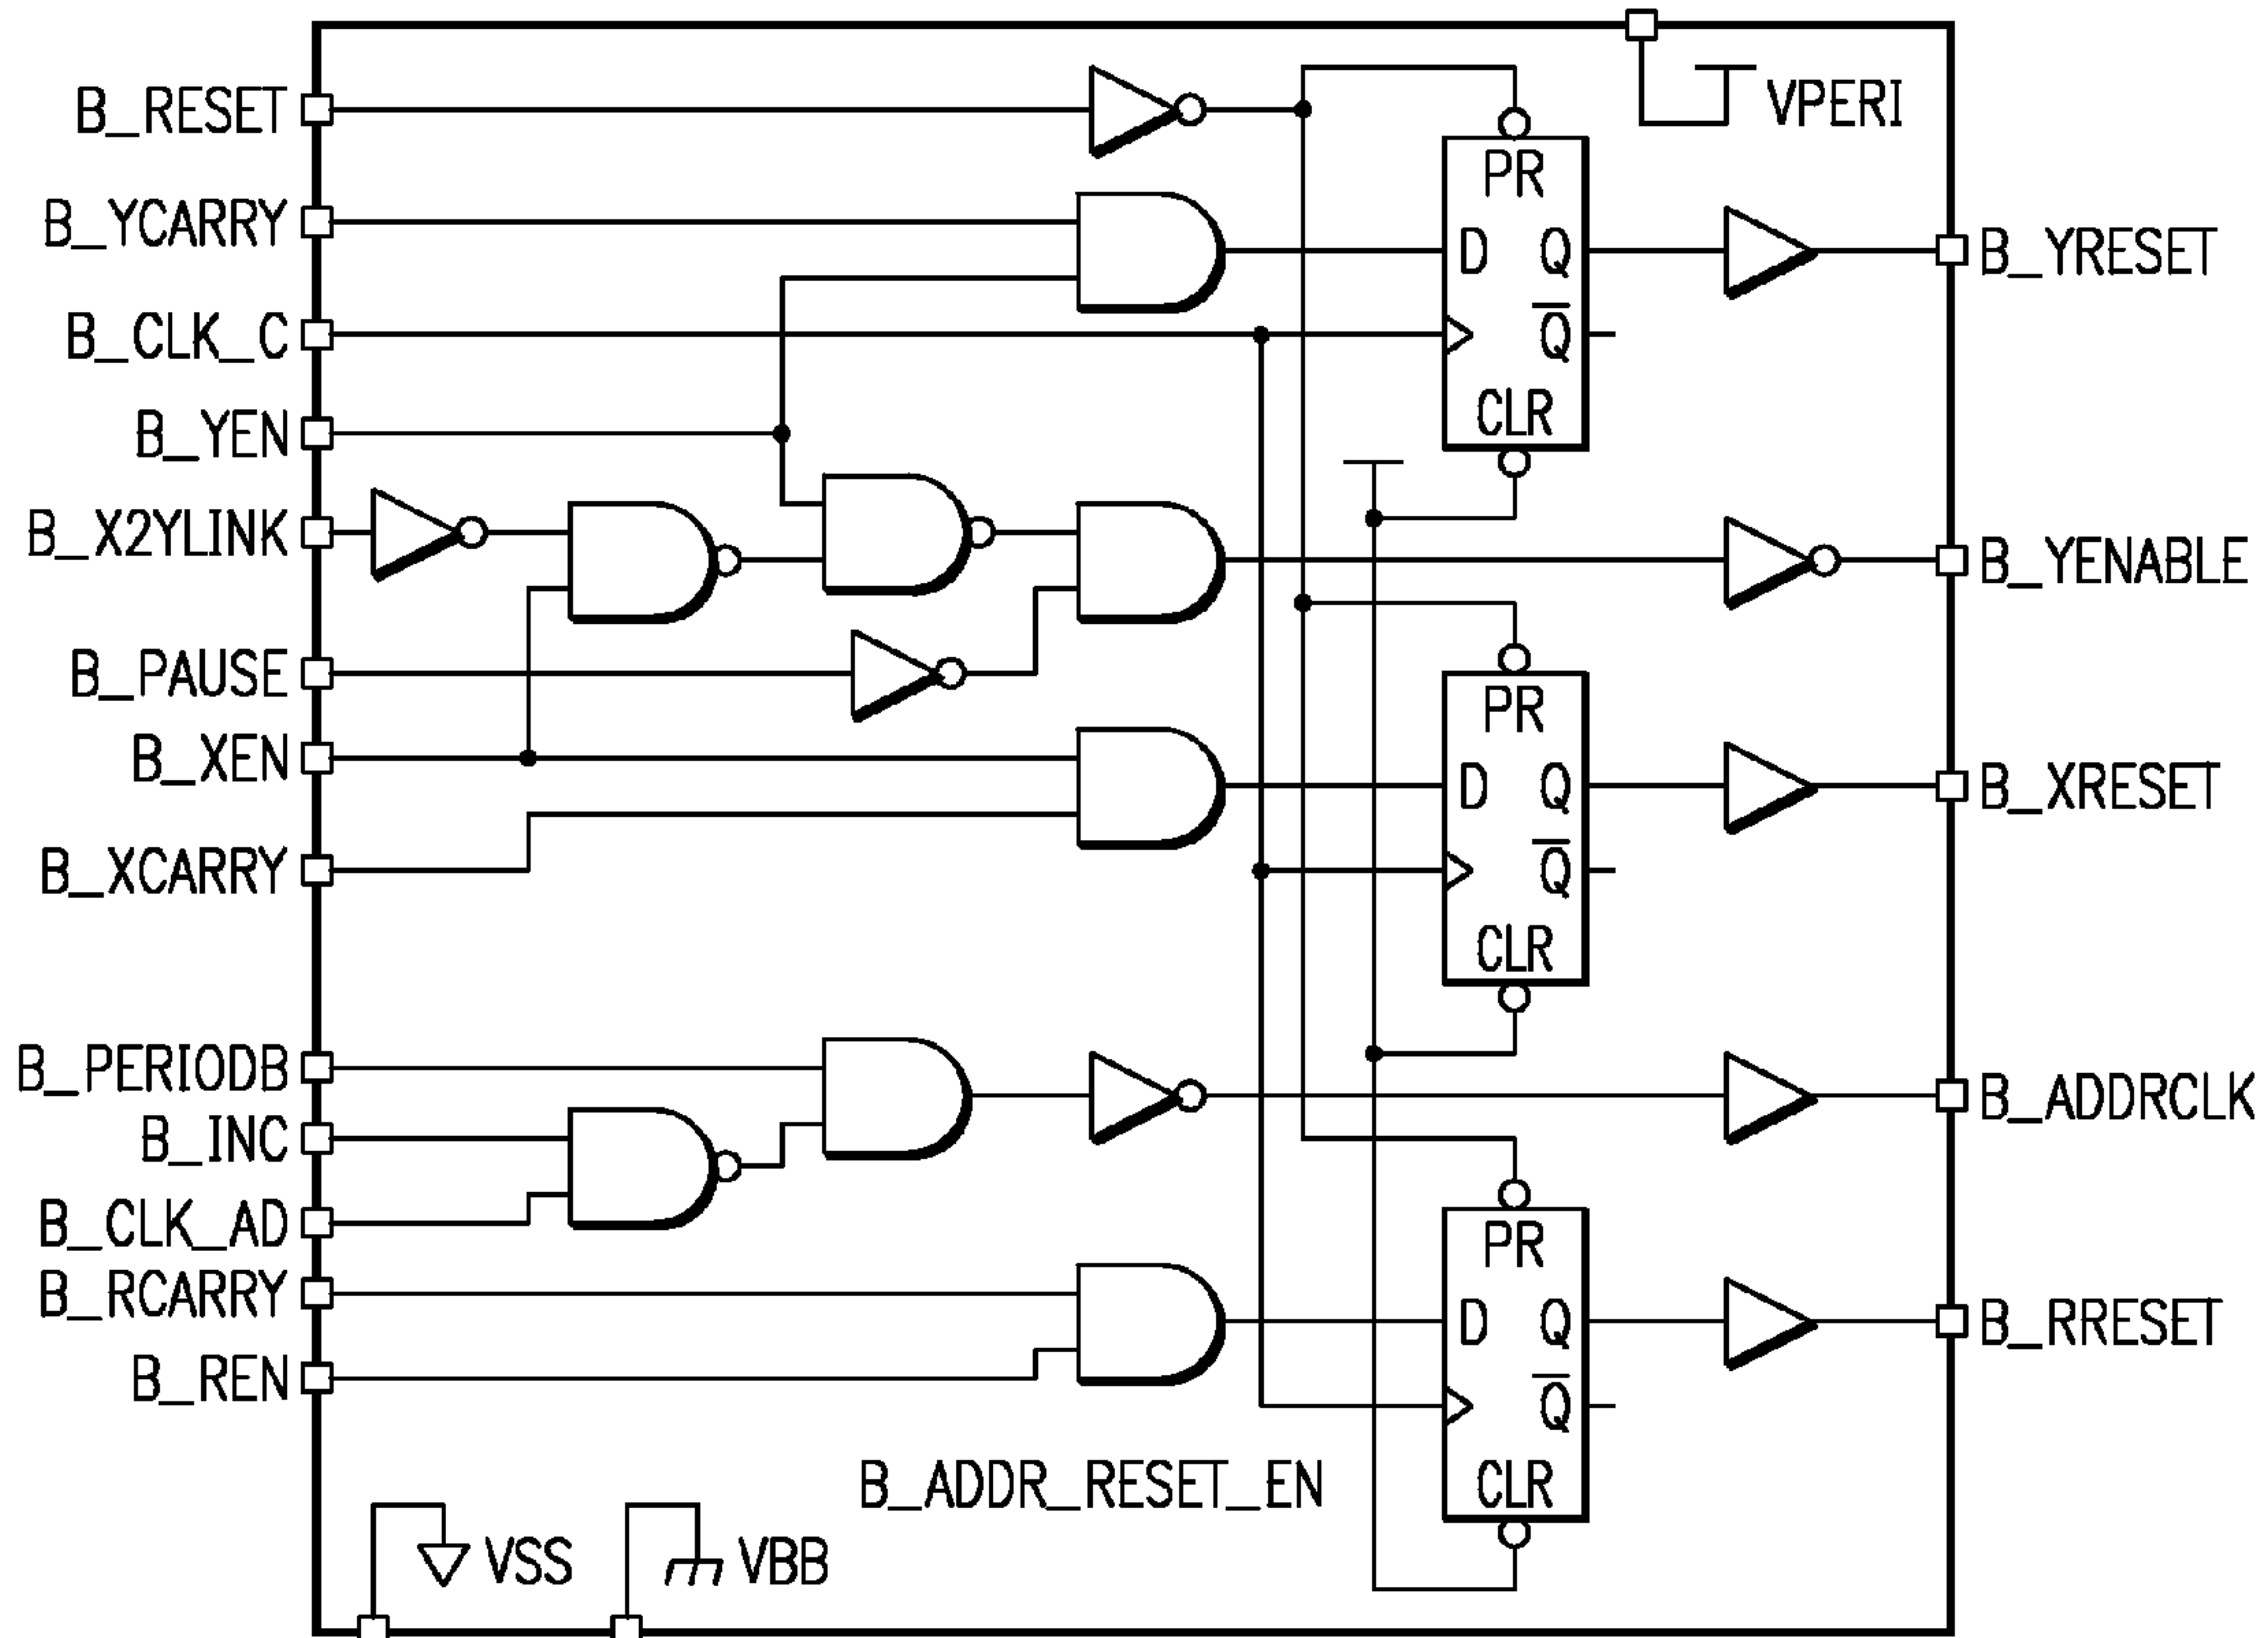 VPERI
B_RESET
B_YCARRY
B_CLK_C
B_YEN
B_X2YLINK
B_PAUSE
B_XEN
B_XCARRY
B_PERIODB
B_INC
B_CLK_AD
B_RCARRY
B_REN
PR
D Q
Q̅
CLR
PR
D Q
Q̅
CLR
PR
D Q
Q̅
CLR
B_YRESET
B_YENABLE
B_XRESET
B_ADDRCLK
B_RRESET
B_ADDR_RESET_EN
VSS
VBB